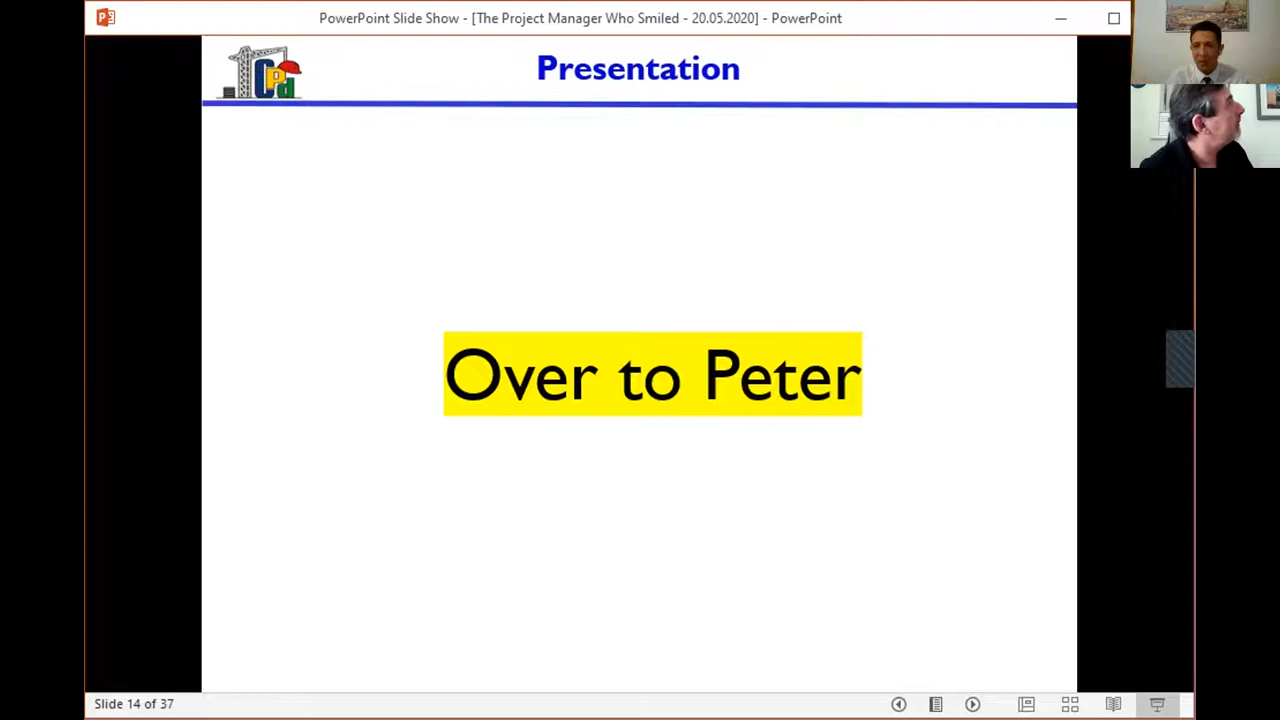 PowerPoint Slide Show - [The Project Manager Who Smiled - 20.05.2020] - PowerPoint
CPd
Presentation
Over to Peter
Slide 14 of 37